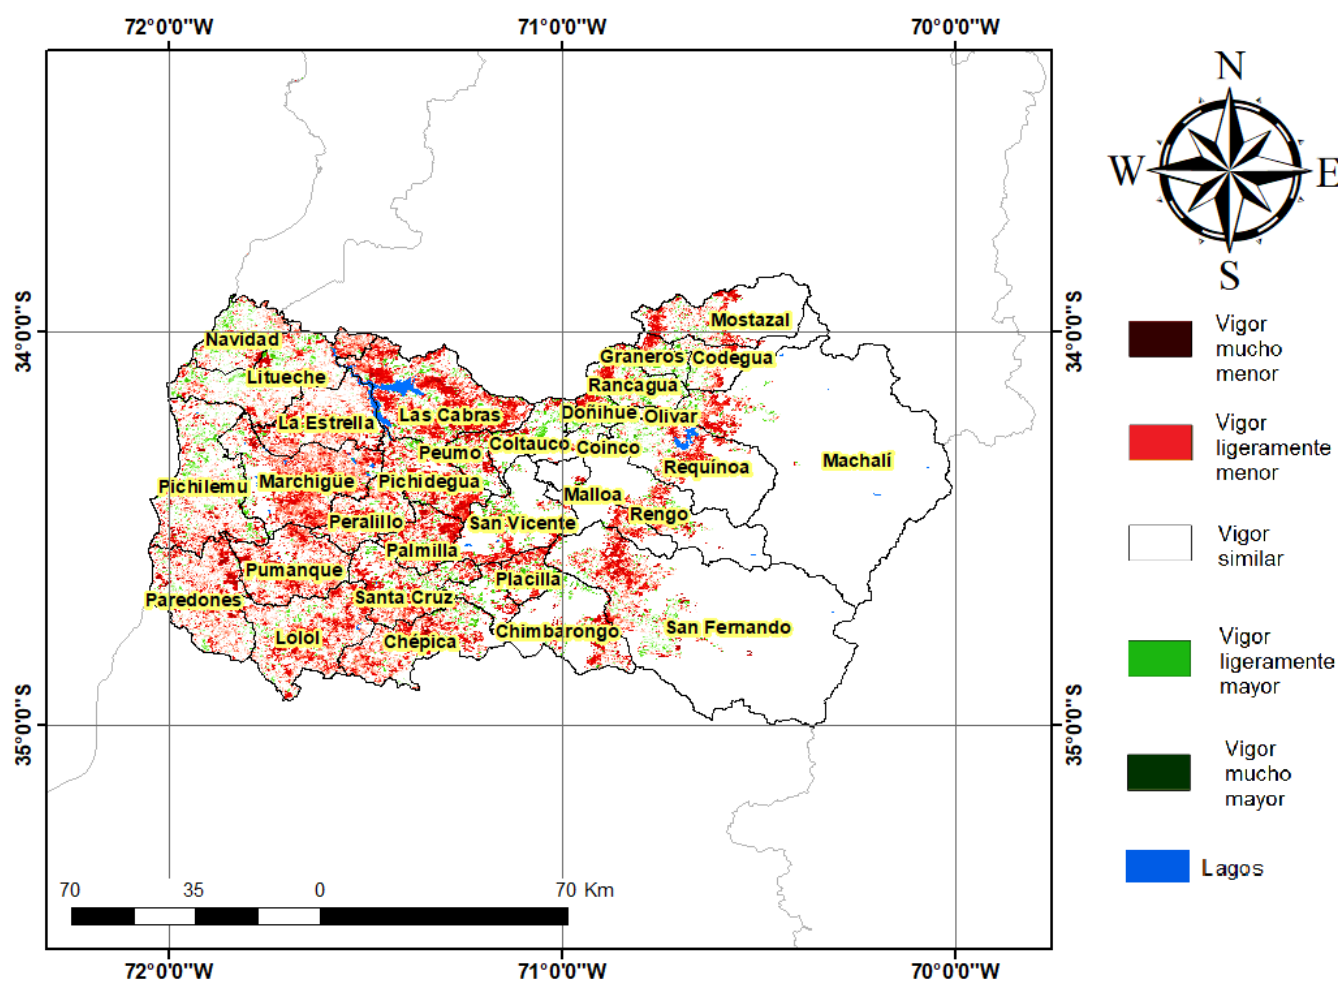 72°0'0"W 71°0'0"W 70°0'0"W
N
W E
S
34°0'0"S 34°0'0"S
35°0'0"S 35°0'0"S
Mostazal
Navidad
Graneros Codegua
Litueche
Rancagua
La Estrella Las Cabras Doñihue Olivar
Coltauco Coinco
Peumo
Requinoa Machalí
Pichilemu Marchigüe Pichidegua
Malloa
Peralillo San Vicente Rengo
Palmilla
Pumanque Placilla
Paredones Santa Cruz
Lolol Chépica Chimbarongo San Fernando
Vigor
mucho
menor
Vigor
ligeramente
menor
Vigor
similar
Vigor
ligeramente
mayor
Vigor
mucho
mayor
Lagos
70 35 0 70 Km
72°0'0"W 71°0'0"W 70°0'0"W